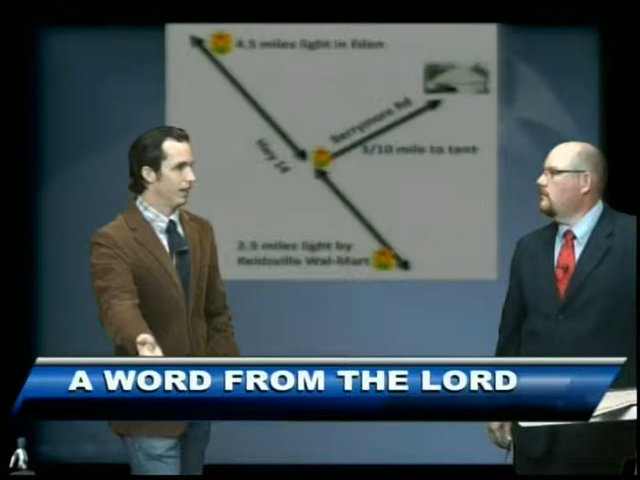 4.5 miles light in Eden
Berrymore Rd
Hwy 14
3/10 mile to tent
2.5 miles light by
Reidsville Wal-Mart
A WORD FROM THE LORD